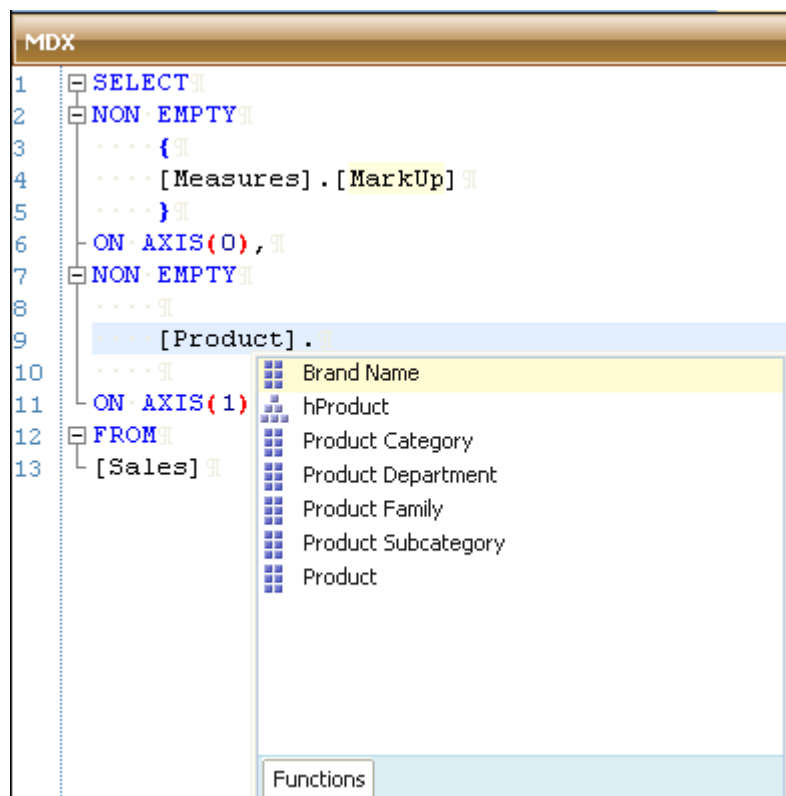 MDX
1 SELECT¶
2 NON·EMPTY¶
3 ····{¶
4 ····[Measures].[MarkUp]¶
5 ····}¶
6 ON·AXIS(0),¶
7 NON·EMPTY¶
8 ····¶
9 ····[Product].¶
10 ····¶
11 ON·AXIS(1)
12 FROM¶
13 [Sales]¶
Brand Name
hProduct
Product Category
Product Department
Product Family
Product Subcategory
Product
Functions